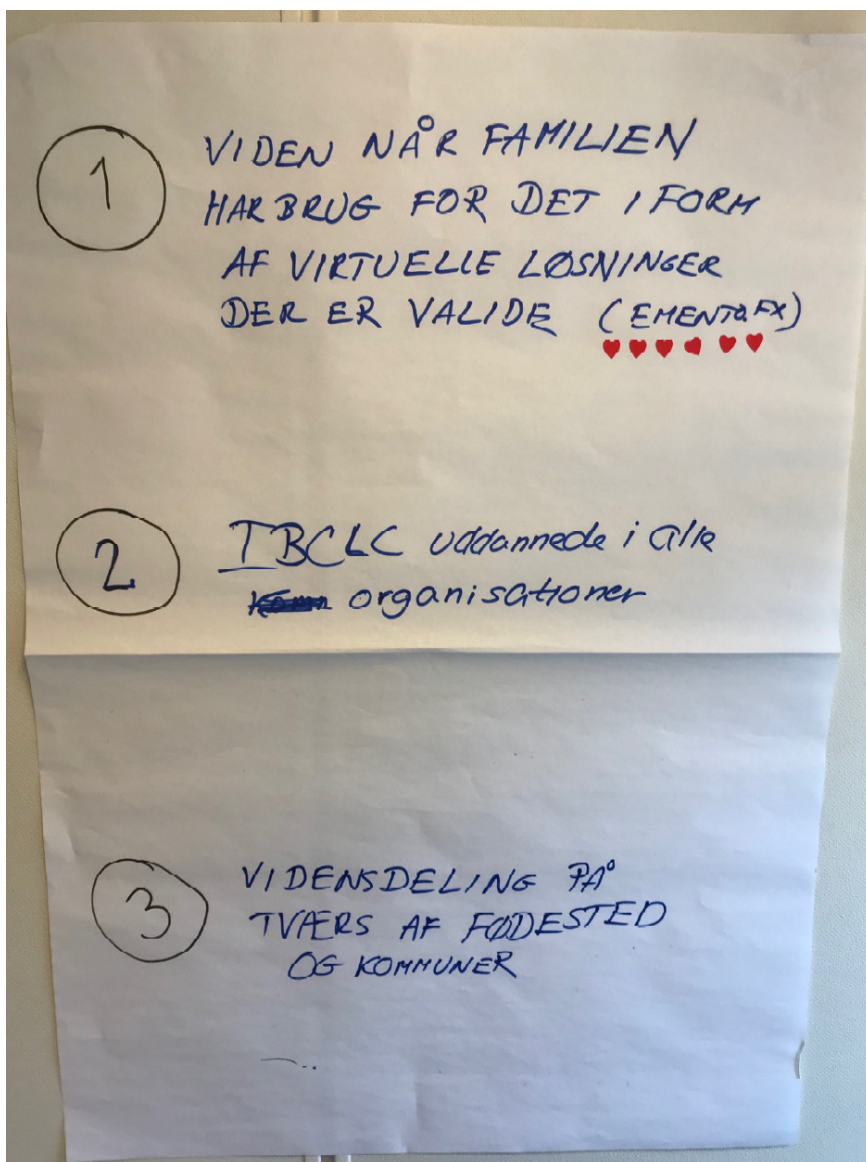 1
VIDEN NÅR FAMILIEN
HAR BRUG FOR DET I FORM
AF VIRTUELLE LØSNINGER
DER ER VALIDE (EMENTO.FX)
2
IBCLC uddannede i alle
organisationer
3
VIDENSDELING PÅ
TVÆRS AF FØDESTED
OG KOMMUNER